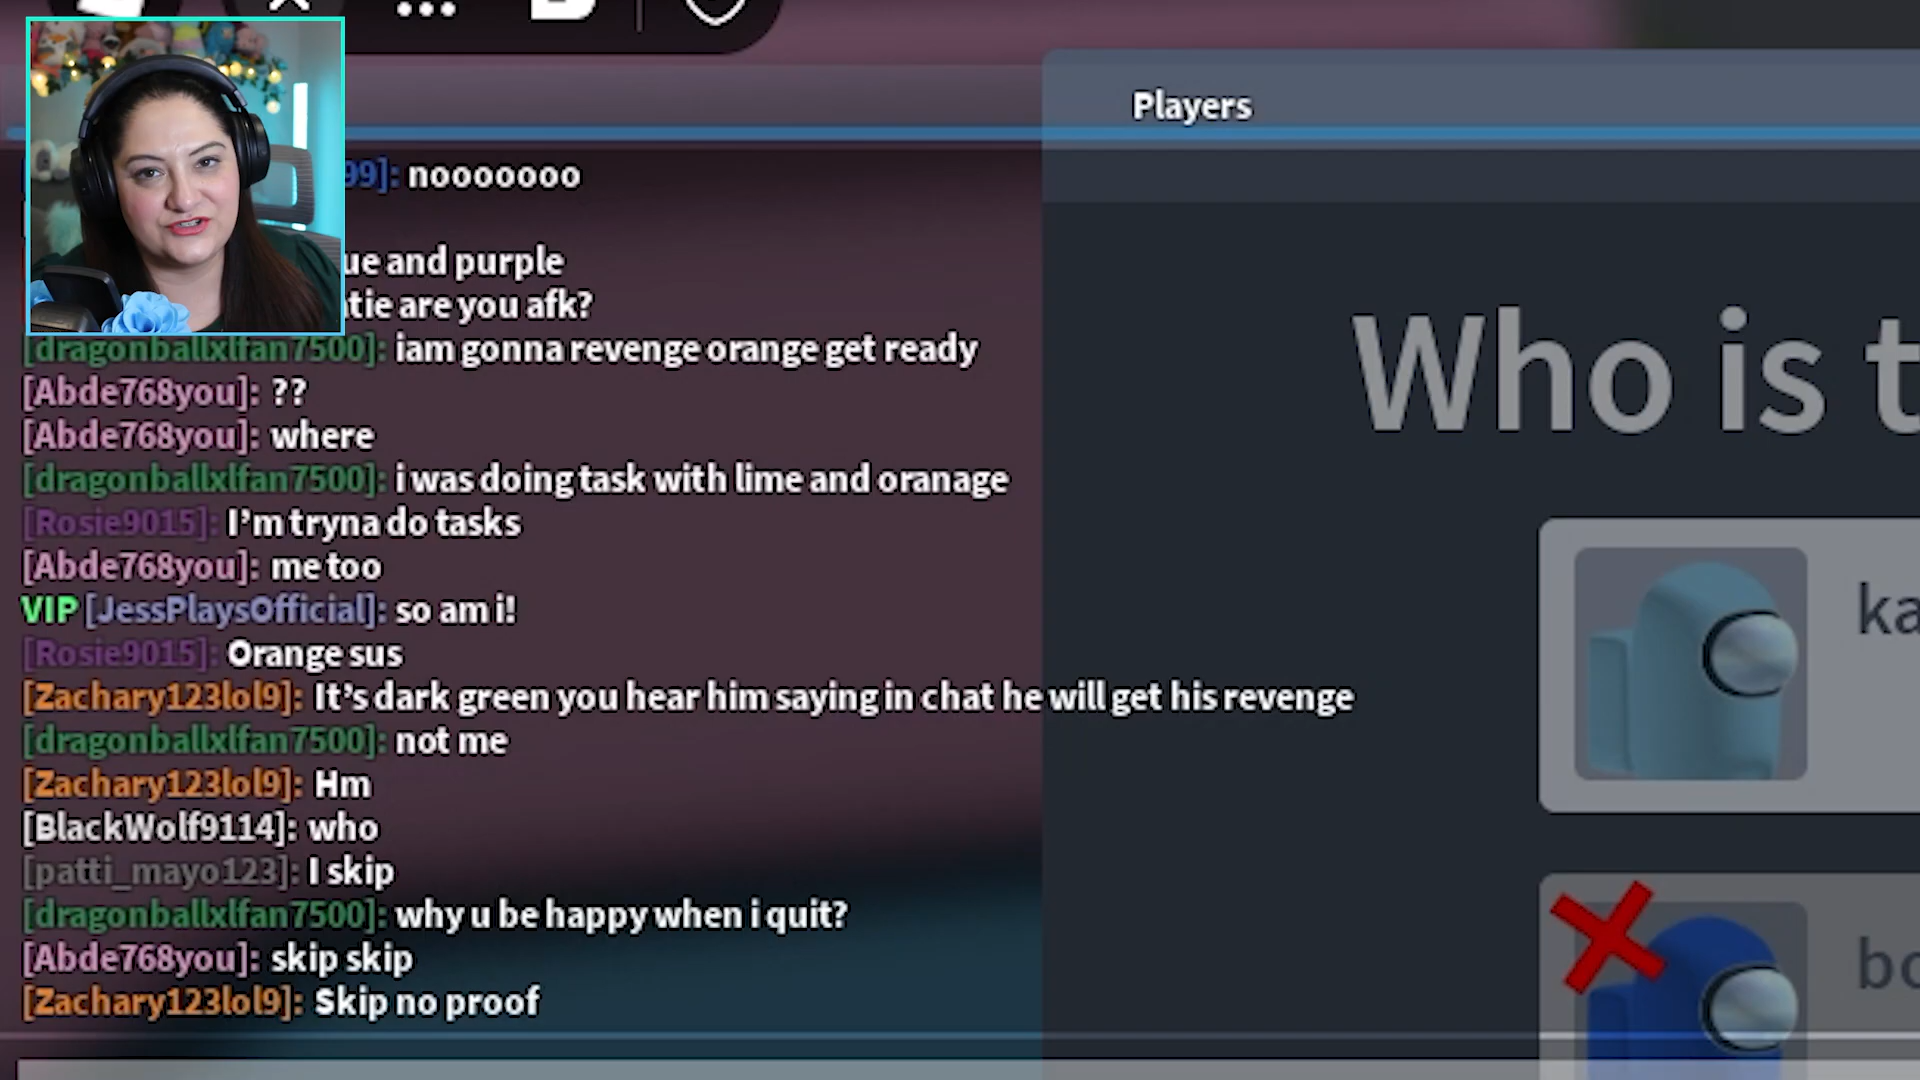 Players
99]: nooooooo
ue and purple
tie are you afk?
[dragonballxlfan7500]: iam gonna revenge orange get ready
[Abde768you]: ??
[Abde768you]: where
[dragonballxlfan7500]: i was doing task with lime and oranage
[Rosie9015]: I'm tryna do tasks
[Abde768you]: me too
VIP [JessPlaysOfficial]: so am i!
[Rosie9015]: Orange sus
[Zachary123lol9]: It's dark green you hear him saying in chat he will get his revenge
[dragonballxlfan7500]: not me
[Zachary123lol9]: Hm
[BlackWolf9114]: who
[patti_mayo123]: I skip
[dragonballxlfan7500]: why u be happy when i quit?
[Abde768you]: skip skip
[Zachary123lol9]: Skip no proof
Who is t
ka
bo